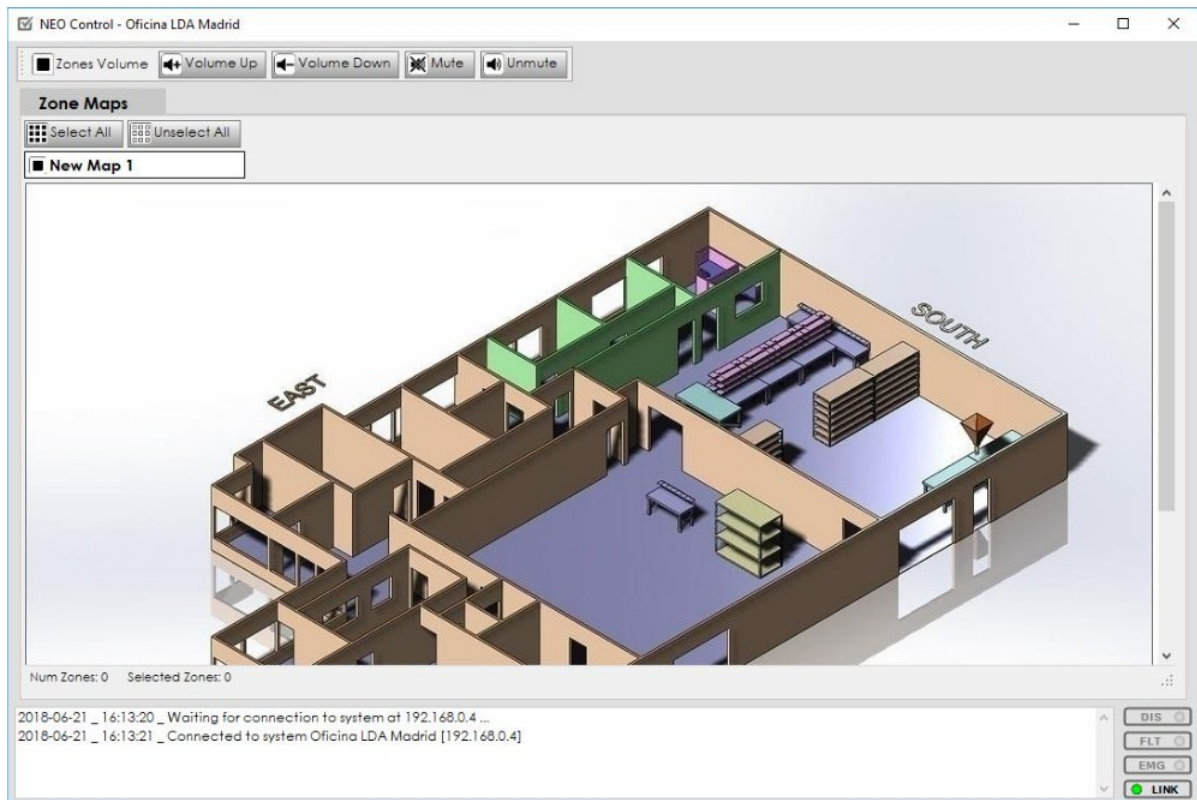 NEO Control - Oficina LDA Madrid
Zones Volume Volume Up Volume Down Mute Unmute
Zone Maps
Select All Unselect All
New Map 1
SOUTH
EAST
Num Zones: 0 Selected Zones: 0
2018-06-21 _ 16:13:20 _ Waiting for connection to system at 192.168.0.4 ...
2018-06-21 _ 16:13:21 _ Connected to system Oficina LDA Madrid [192.168.0.4]
DIS
FLT
EMG
LINK